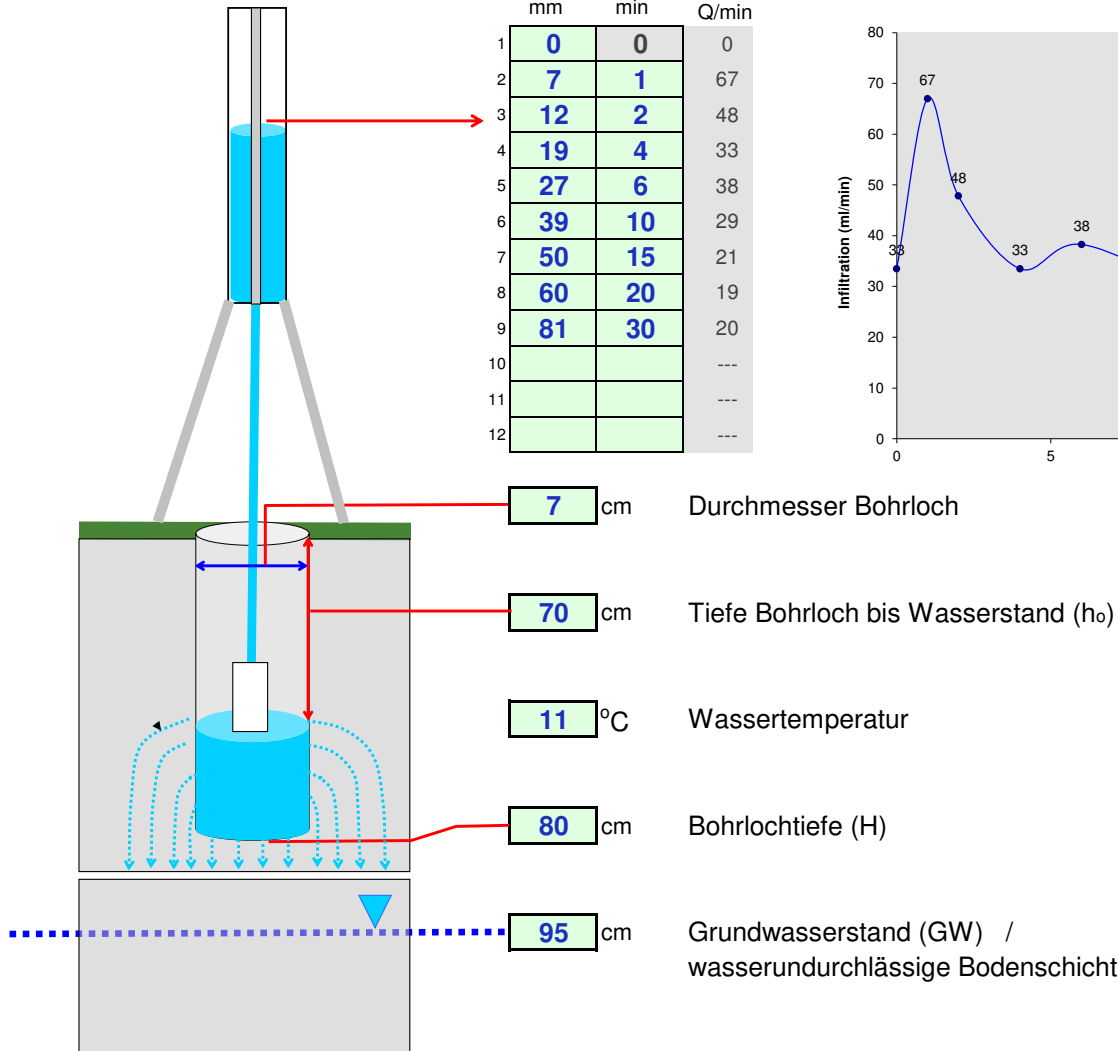 mm min Q/min
1 0 0 0
2 7 1 67
3 12 2 48
4 19 4 33
5 27 6 38
6 39 10 29
7 50 15 21
8 60 20 19
9 81 30 20
10 ---
11 ---
12 ---
80
70
60
50
40
30
20
10
0
0 5
Infiltration (ml/min)
33
67
48
33
38
7 cm Durchmesser Bohrloch
70 cm Tiefe Bohrloch bis Wasserstand (ho)
11 °C Wassertemperatur
80 cm Bohrlochtiefe (H)
95 cm Grundwasserstand (GW) /
wasserundurchlässige Bodenschicht